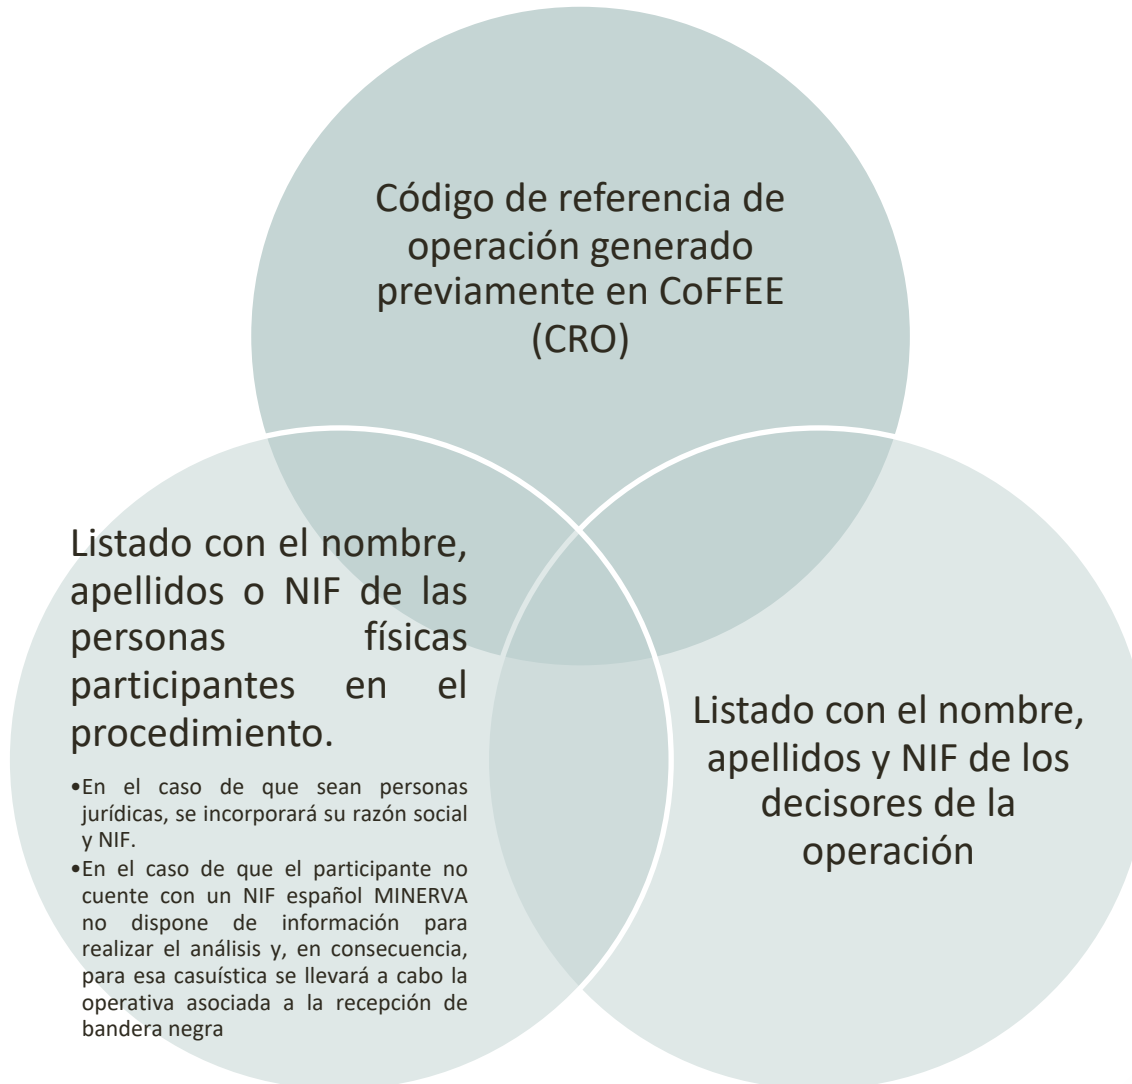 Código de referencia de
operación generado
previamente en CoFFEE
(CRO)
Listado con el nombre,
apellidos o NIF de las
personas físicas
participantes en el
procedimiento.
•En el caso de que sean personas
jurídicas, se incorporará su razón social
y NIF.
•En el caso de que el participante no
cuente con un NIF español MINERVA
no dispone de información para
realizar el análisis y, en consecuencia,
para esa casuística se llevará a cabo la
operativa asociada a la recepción de
bandera negra
Listado con el nombre,
apellidos y NIF de los
decisores de la
operación